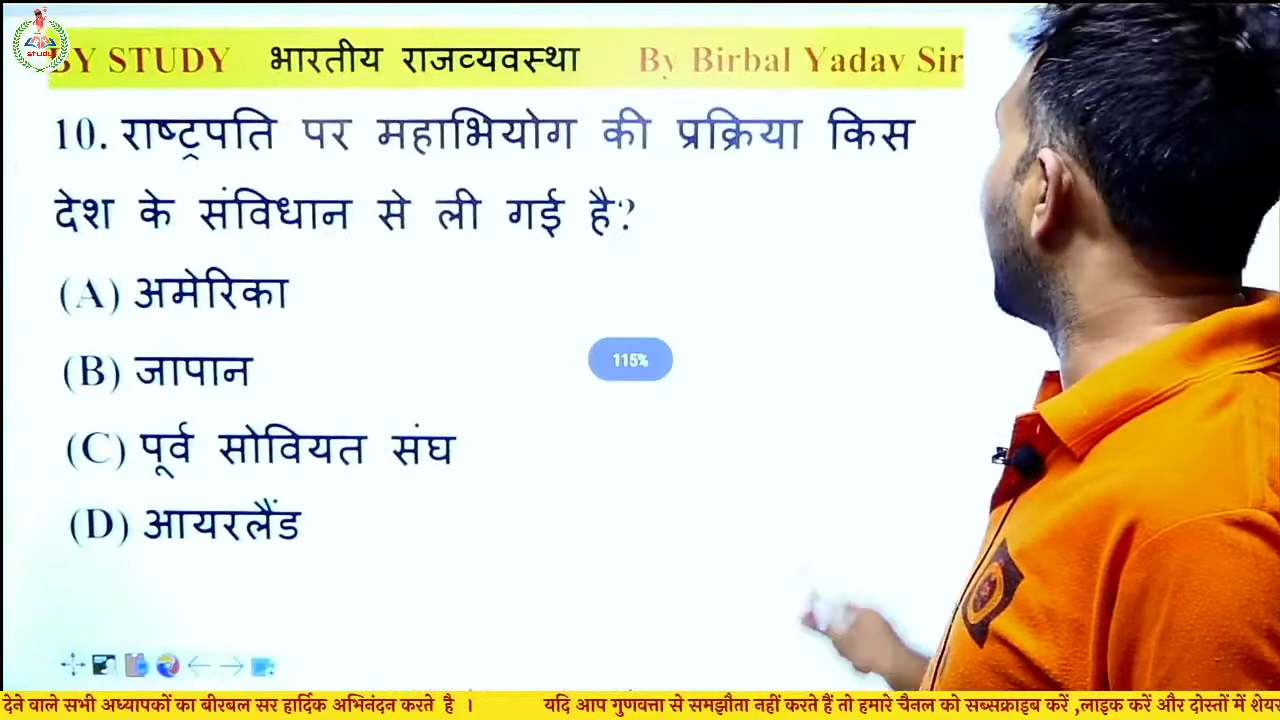 BY STUDY भारतीय राजव्यवस्था By Birbal Yadav Sir
10. राष्ट्रपति पर महाभियोग की प्रक्रिया किस
देश के संविधान से ली गई है?
(A) अमेरिका
(B) जापान
(C) पूर्व सोवियत संघ
(D) आयरलैंड
115%
देने वाले सभी अध्यापकों का बीरबल सर हार्दिक अभिनंदन करते है । यदि आप गुणवत्ता से समझौता नहीं करते हैं तो हमारे चैनल को सब्सक्राइब करें ,लाइक करें और दोस्तों में शेयर